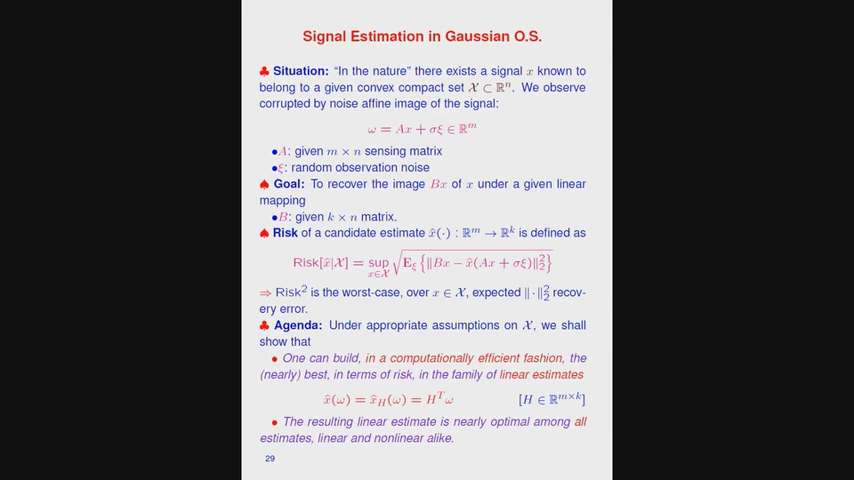 Signal Estimation in Gaussian O.S.
♣ Situation: “In the nature” there exists a signal x known to
belong to a given convex compact set 𝒳 ⊂ ℝⁿ. We observe
corrupted by noise affine image of the signal:
ω = Ax + σξ ∈ ℝᵐ
•A: given m × n sensing matrix
•ξ: random observation noise
♠ Goal: To recover the image Bx of x under a given linear
mapping
•B: given k × n matrix.
♠ Risk of a candidate estimate x̂(·) : ℝᵐ → ℝᵏ is defined as
Risk[x̂|𝒳] = sup_{x∈𝒳} √(E_ξ {‖Bx − x̂(Ax + σξ)‖₂²})
⇒ Risk² is the worst-case, over x ∈ 𝒳, expected ‖ · ‖₂² recov-
ery error.
♣ Agenda: Under appropriate assumptions on 𝒳, we shall
show that
• One can build, in a computationally efficient fashion, the
(nearly) best, in terms of risk, in the family of linear estimates
x̂(ω) = x̂_H(ω) = Hᵀω [H ∈ ℝ^{m×k}]
• The resulting linear estimate is nearly optimal among all
estimates, linear and nonlinear alike.
29